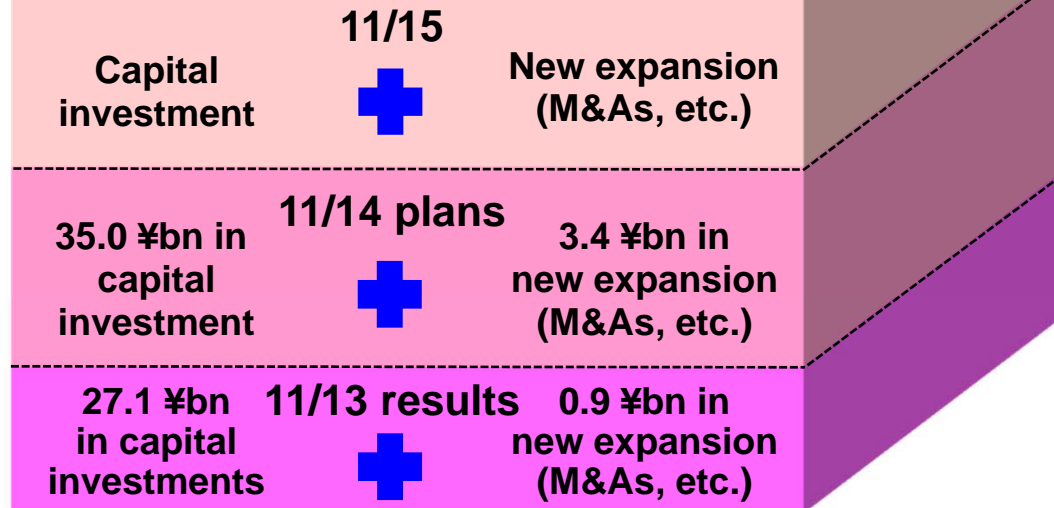 11/15
Capital
investment
New expansion
(M&As, etc.)
11/14 plans
35.0 ¥bn in
capital
investment
3.4 ¥bn in
new expansion
(M&As, etc.)
11/13 results
27.1 ¥bn
in capital
investments
0.9 ¥bn in
new expansion
(M&As, etc.)